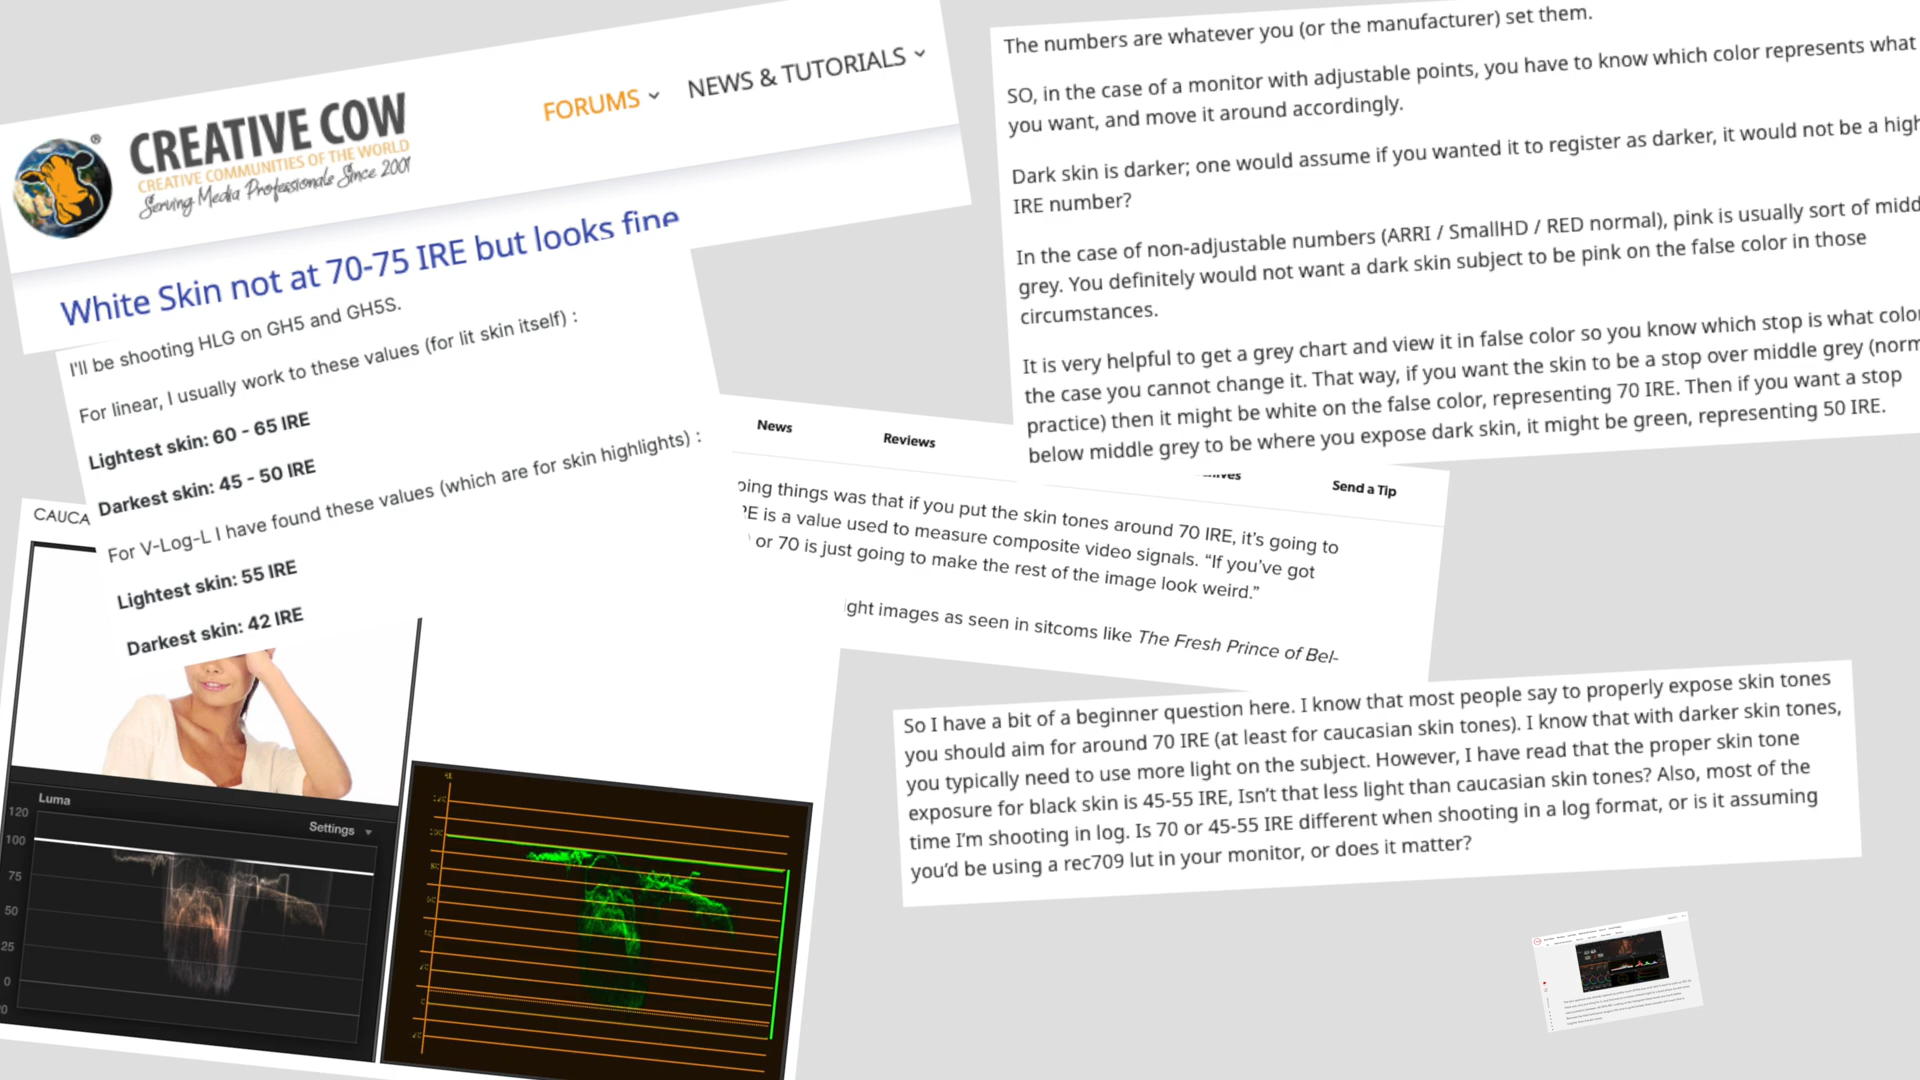 CREATIVE COW
®
CREATIVE COMMUNITIES OF THE WORLD
Serving Media Professionals Since 2001
FORUMS
NEWS & TUTORIALS
White Skin not at 70-75 IRE but looks fine
I'll be shooting HLG on GH5 and GH5S.
For linear, I usually work to these values (for lit skin itself) :
Lightest skin: 60 - 65 IRE
Darkest skin: 45 - 50 IRE
For V-Log-L I have found these values (which are for skin highlights) :
Lightest skin: 55 IRE
Darkest skin: 42 IRE
CAUCA
Luma
Settings
120
100
75
50
25
0
The numbers are whatever you (or the manufacturer) set them.
SO, in the case of a monitor with adjustable points, you have to know which color represents what
you want, and move it around accordingly.
Dark skin is darker; one would assume if you wanted it to register as darker, it would not be a high
IRE number?
In the case of non-adjustable numbers (ARRI / SmallHD / RED normal), pink is usually sort of midd
grey. You definitely would not want a dark skin subject to be pink on the false color in those
circumstances.
It is very helpful to get a grey chart and view it in false color so you know which stop is what color
the case you cannot change it. That way, if you want the skin to be a stop over middle grey (norm
practice) then it might be white on the false color, representing 70 IRE. Then if you want a stop
below middle grey to be where you expose dark skin, it might be green, representing 50 IRE.
News
Reviews
Send a Tip
oing things was that if you put the skin tones around 70 IRE, it's going to
RE is a value used to measure composite video signals. “If you've got
or 70 is just going to make the rest of the image look weird.”
ght images as seen in sitcoms like The Fresh Prince of Bel-
So I have a bit of a beginner question here. I know that most people say to properly expose skin tones
you should aim for around 70 IRE (at least for caucasian skin tones). I know that with darker skin tones,
you typically need to use more light on the subject. However, I have read that the proper skin tone
exposure for black skin is 45-55 IRE, Isn't that less light than caucasian skin tones? Also, most of the
time I'm shooting in log. Is 70 or 45-55 IRE different when shooting in a log format, or is it assuming
you'd be using a rec709 lut in your monitor, or does it matter?